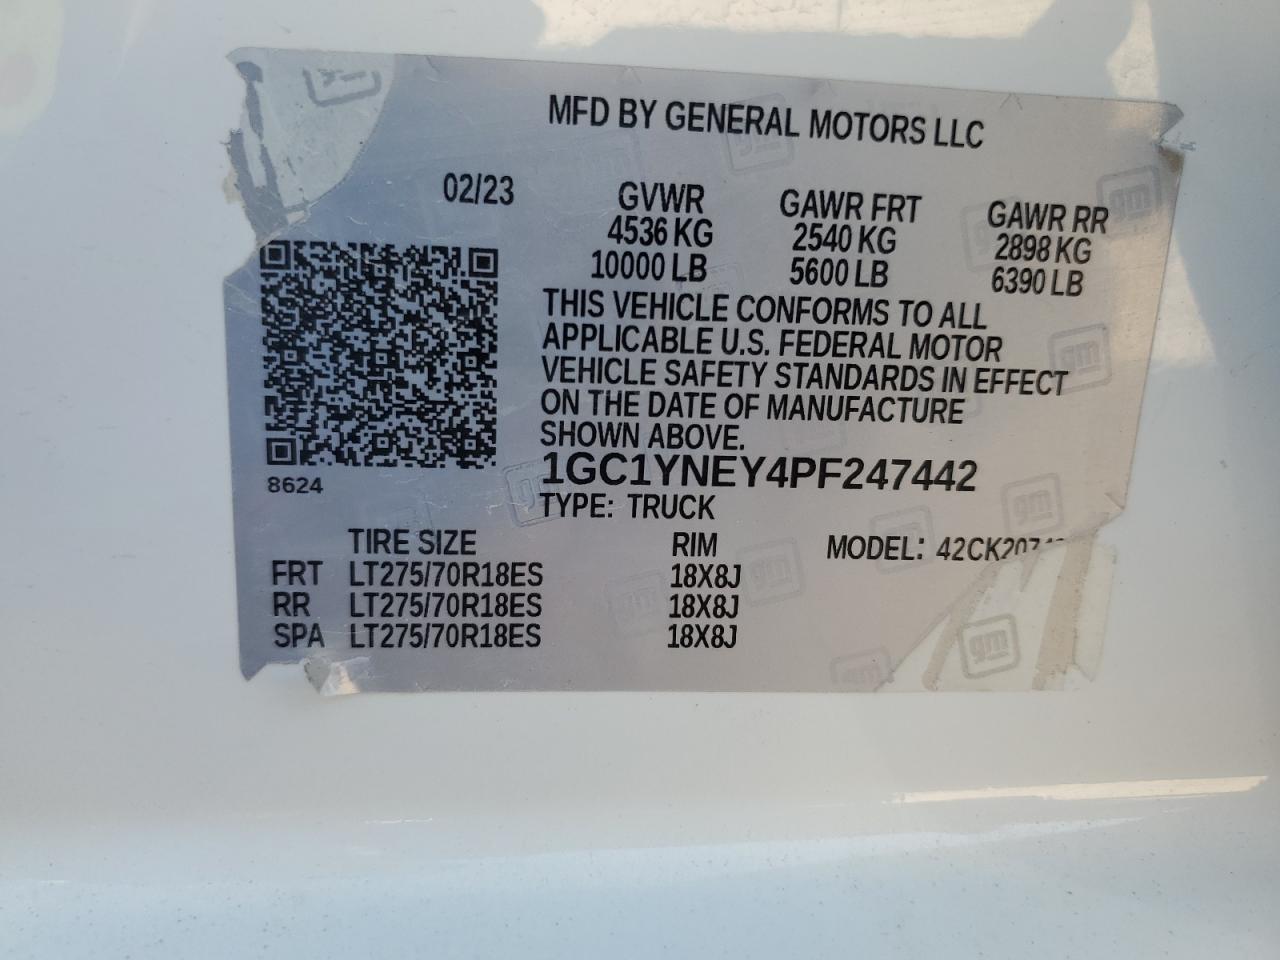 MFD BY GENERAL MOTORS LLC
02/23 GVWR GAWR FRT GAWR RR
4536 KG 2540 KG 2898 KG
10000 LB 5600 LB 6390 LB
THIS VEHICLE CONFORMS TO ALL
APPLICABLE U.S. FEDERAL MOTOR
VEHICLE SAFETY STANDARDS IN EFFECT
ON THE DATE OF MANUFACTURE
SHOWN ABOVE.
1GC1YNEY4PF247442
8624
TYPE: TRUCK
TIRE SIZE RIM MODEL:
FRT LT275/70R18ES 18X8J
RR LT275/70R18ES 18X8J
SPA LT275/70R18ES 18X8J